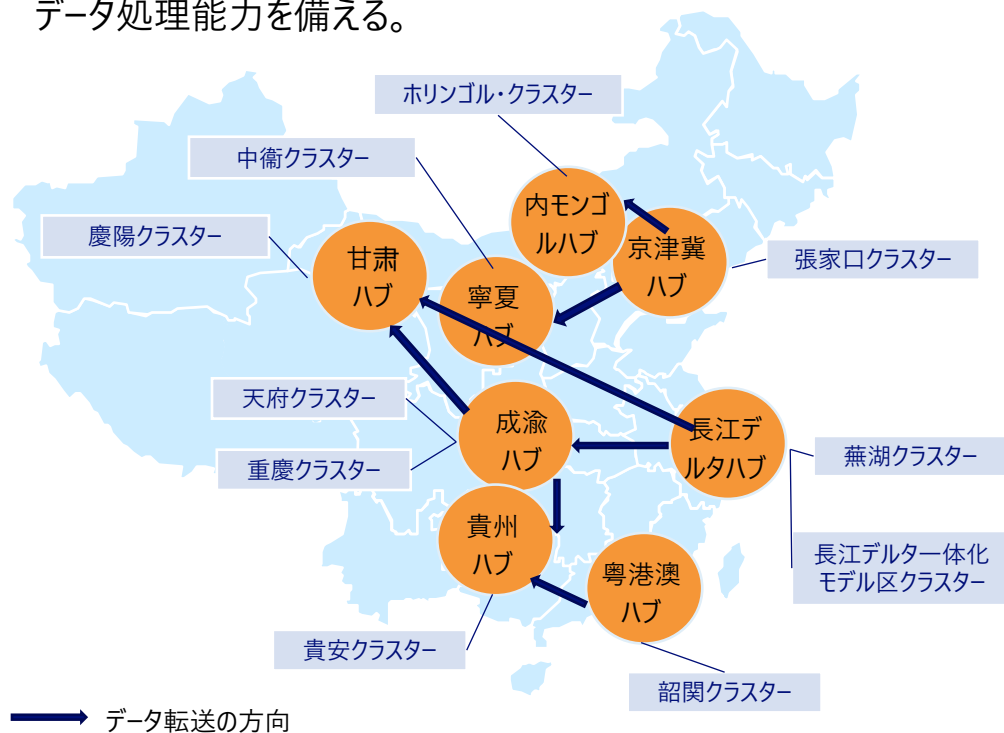 データ処理能力を備える。
ホリンゴル・クラスター
中衛クラスター
内モンゴ
ルハブ
慶陽クラスター
甘粛
ハブ
京津冀
ハブ
張家口クラスター
寧夏
ハブ
天府クラスター
成渝
ハブ
長江デ
ルタハブ
蕪湖クラスター
重慶クラスター
貴州
ハブ
長江デルタ一体化
モデル区クラスター
粤港澳
ハブ
貴安クラスター
韶関クラスター
データ転送の方向